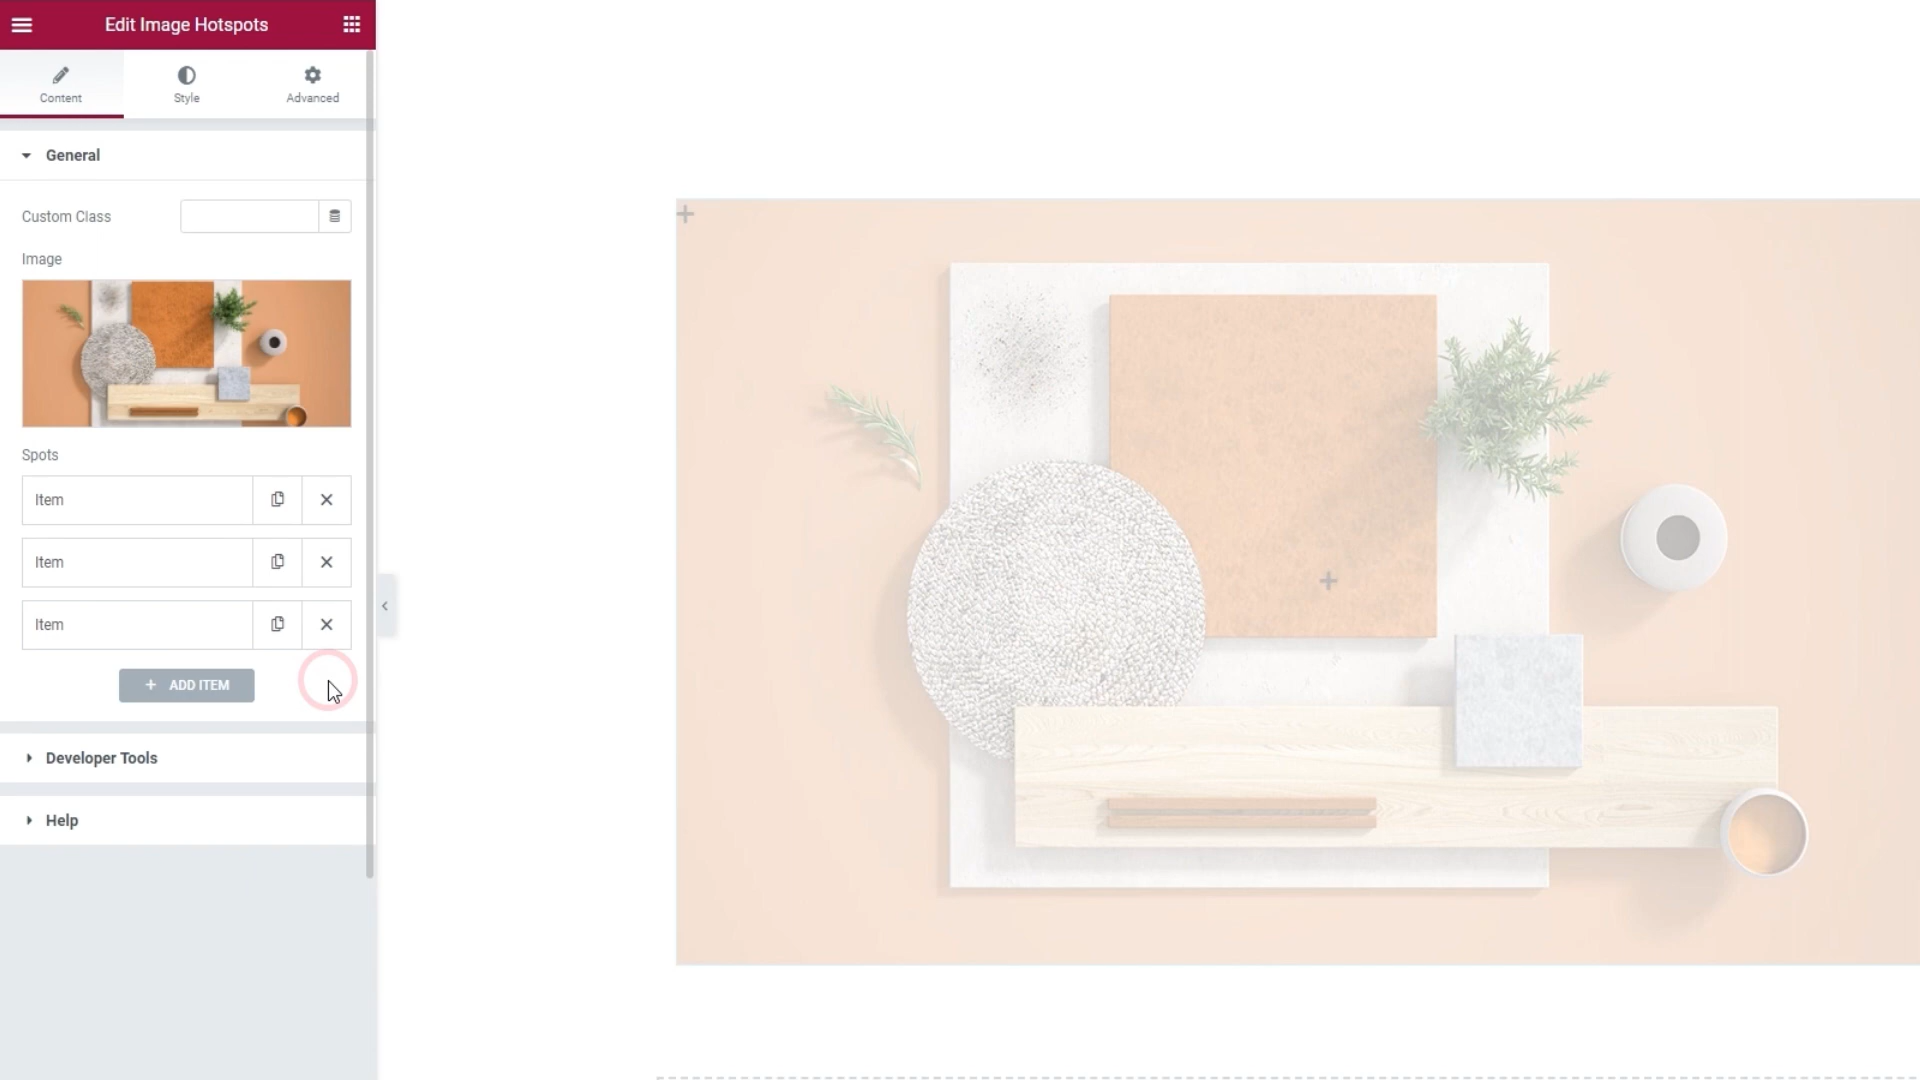 Edit Image Hotspots
Content
Style
Advanced
General
Custom Class
Image
Spots
Item
Item
Item
ADD ITEM
Developer Tools
Help